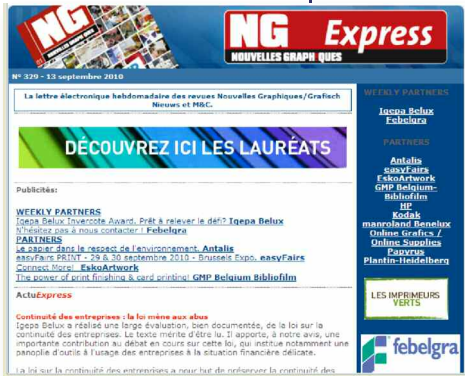 NG
NOUVELLES GRAPHIQUES
NG Express
NOUVELLES GRAPHIQUES
N° 329 - 13 septembre 2010
La lettre électronique hebdomadaire des revues Nouvelles Graphiques/Grafisch
Nieuws et M&C.
DÉCOUVREZ ICI LES LAURÉATS
Publicités:
WEEKLY PARTNERS
Igepa Belux Invercote Award. Prêt à relever le défi? Igepa Belux
N'hésitez pas à nous contacter ! Febelgra
PARTNERS
Le papier dans le respect de l'environnement. Antalis
easyFairs PRINT - 29 & 30 septembre 2010 - Brussels Expo. easyFairs
Connect More! EskoArtwork
The power of print finishing & card printing! GMP Belgium Bibliofilm
ActuExpress
Continuité des entreprises : la loi mène aux abus
Igepa Belux a réalisé une large évaluation, bien documentée, de la loi sur la
continuité des entreprises. Le texte mérite d'être lu. Il apporte, à notre avis, une
importante contribution au débat en cours sur cette loi, qui institue notamment une
panoplie d'outils à l'usage des entreprises à la situation financière délicate.
La loi sur la continuité des entreprises a pour but de préserver la continuité des
WEEKLY PARTNERS
Igepa Belux
Febelgra
PARTNERS
Antalis
easyFairs
EskoArtwork
GMP Belgium-
Bibliofilm
HP
Kodak
manroland Benelux
Online Grafics /
Online Supplies
Papyrus
Plantin-Heidelberg
LES IMPRIMEURS
VERTS
febelgra